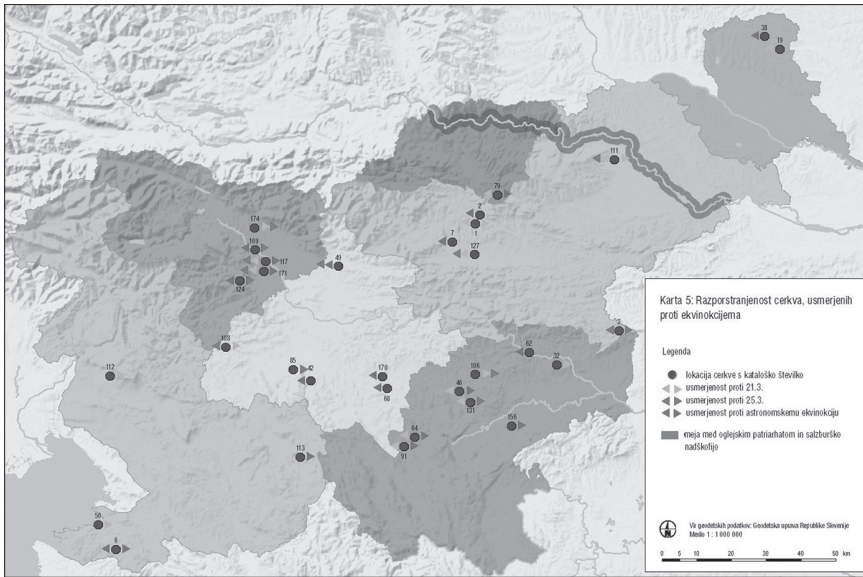 38
19
111
79
2
1
7
127
174
109
117
171
124
49
108
112
85
42
170
68
62
32
106
46
131
156
64
91
113
50
6
Karta 5: Razporstranjenost cerkva, usmerjenih
proti ekvinokcijema
Legenda
lokacija cerkve s kataloško številko
usmerjenost proti 21.3.
usmerjenost proti 25.3.
usmerjenost proti astronomskemu ekvinokciju
meja med oglejskim patriarhatom in salzburško
nadškofijo
N
Vir geodetskih podatkov: Geodetska uprava Republike Slovenije
Merilo 1 : 1 000 000
0 5 10 20 30 40 50 km